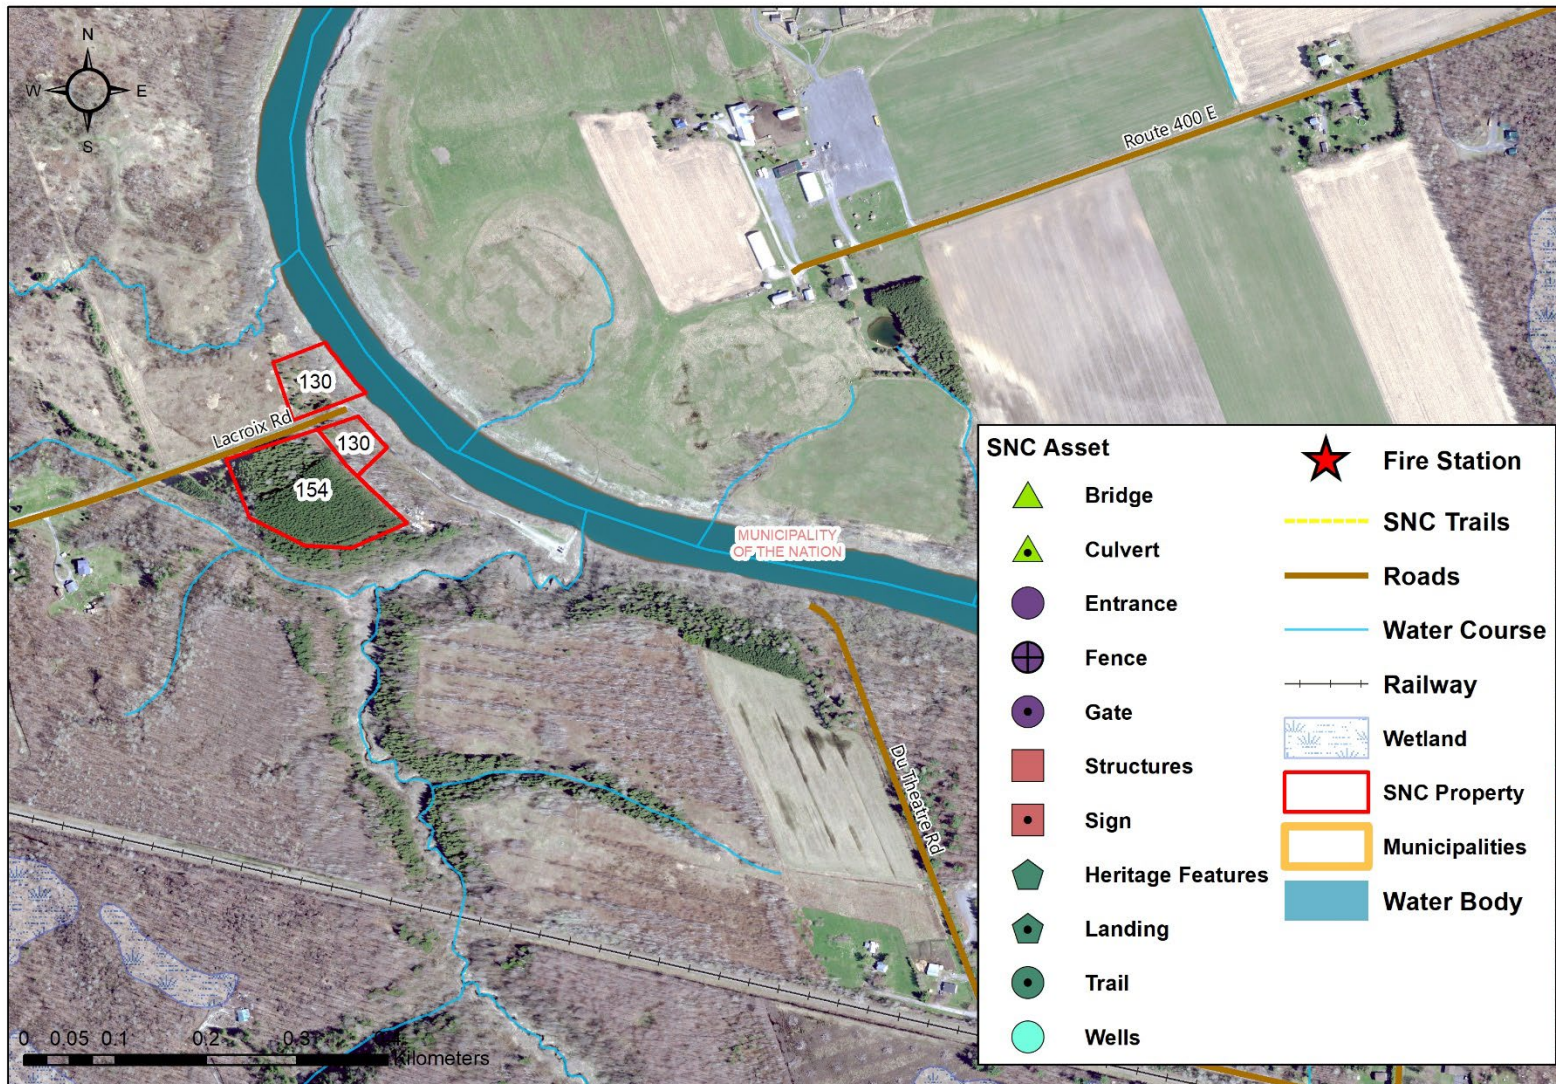 N
W E
S
Route 400 E
130
Lacroix Rd
130
154
MUNICIPALITY
OF THE NATION
Du Theatre Rd
0 0.05 0.1 0.2 0.3 0.4
Kilometers
SNC Asset
Bridge
Culvert
Entrance
Fence
Gate
Structures
Sign
Heritage Features
Landing
Trail
Wells
Fire Station
SNC Trails
Roads
Water Course
Railway
Wetland
SNC Property
Municipalities
Water Body